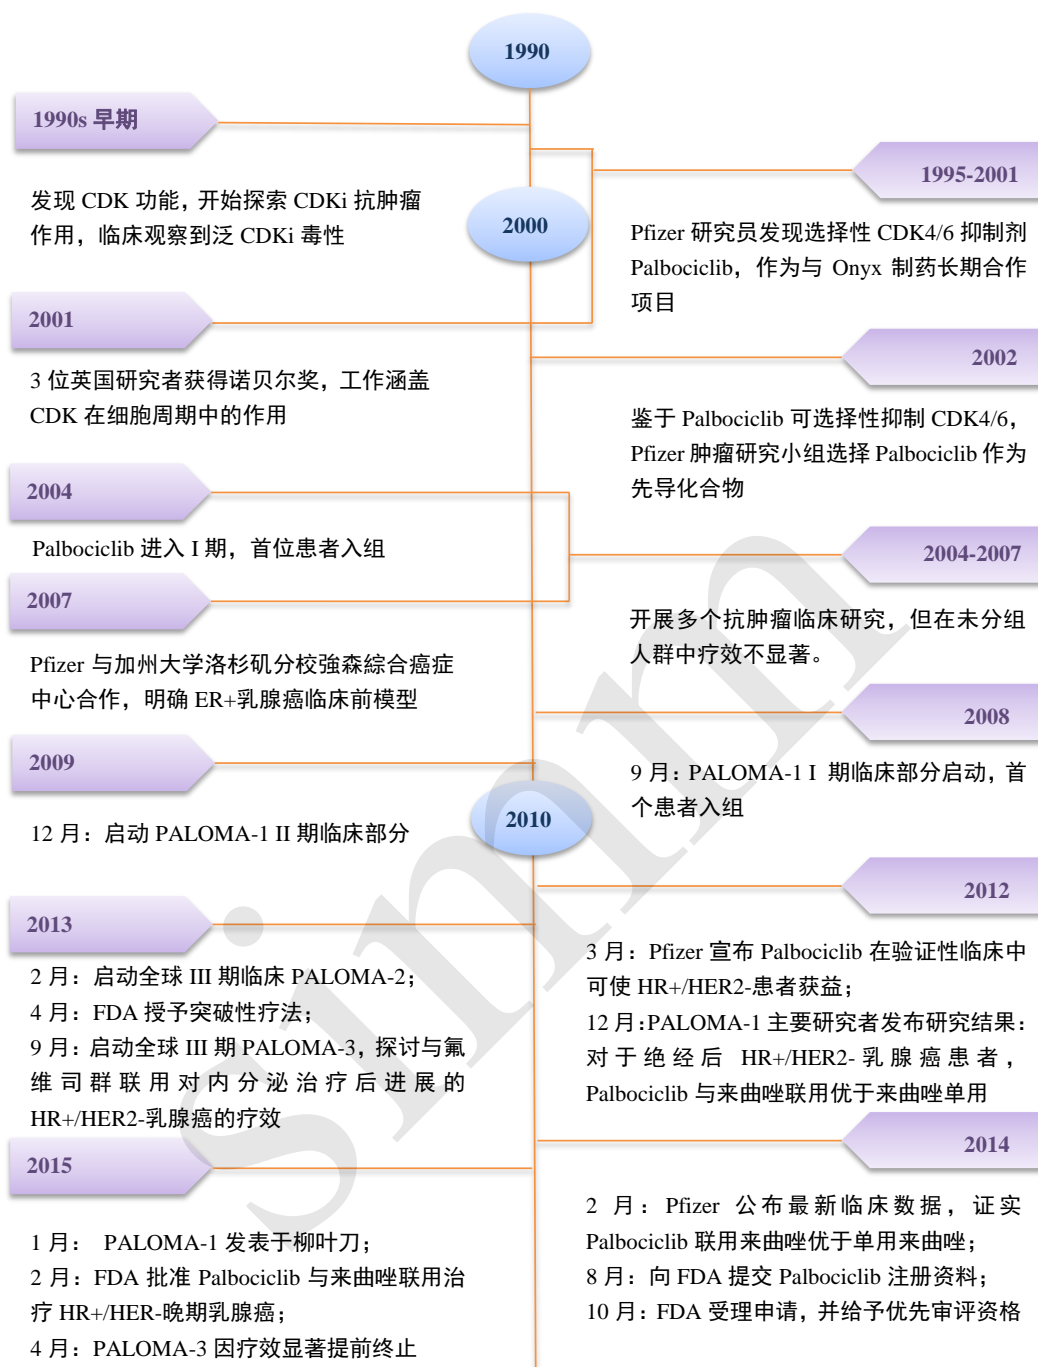 1990
1990s 早期
发现 CDK 功能，开始探索 CDKi 抗肿瘤
作用，临床观察到泛 CDKi 毒性
1995-2001
Pfizer 研究员发现选择性 CDK4/6 抑制剂
Palbociclib，作为与 Onyx 制药长期合作
项目
2000
2001
3 位英国研究者获得诺贝尔奖，工作涵盖
CDK 在细胞周期中的作用
2002
鉴于 Palbociclib 可选择性抑制 CDK4/6，
Pfizer 肿瘤研究小组选择 Palbociclib 作为
先导化合物
2004
Palbociclib 进入 I 期，首位患者入组
2004-2007
开展多个抗肿瘤临床研究，但在未分组
人群中疗效不显著。
2007
Pfizer 与加州大学洛杉矶分校強森綜合癌症
中心合作，明确 ER+乳腺癌临床前模型
2008
9 月：PALOMA-1 I 期临床部分启动，首
个患者入组
2009
12 月：启动 PALOMA-1 II 期临床部分
2010
2012
3 月：Pfizer 宣布 Palbociclib 在验证性临床中
可使 HR+/HER2-患者获益；
12 月：PALOMA-1 主要研究者发布研究结果：
对于绝经后 HR+/HER2-乳腺癌患者，
Palbociclib 与来曲唑联用优于来曲唑单用
2013
2 月：启动全球 III 期临床 PALOMA-2；
4 月：FDA 授予突破性疗法；
9 月：启动全球 III 期 PALOMA-3，探讨与氟
维司群联用对内分泌治疗后进展的
HR+/HER2-乳腺癌的疗效
2014
2 月：Pfizer 公布最新临床数据，证实
Palbociclib 联用来曲唑优于单用来曲唑；
8 月：向 FDA 提交 Palbociclib 注册资料；
10 月：FDA 受理申请，并给予优先审评资格
2015
1 月： PALOMA-1 发表于柳叶刀；
2 月：FDA 批准 Palbociclib 与来曲唑联用治
疗 HR+/HER-晚期乳腺癌；
4 月：PALOMA-3 因疗效显著提前终止
simm